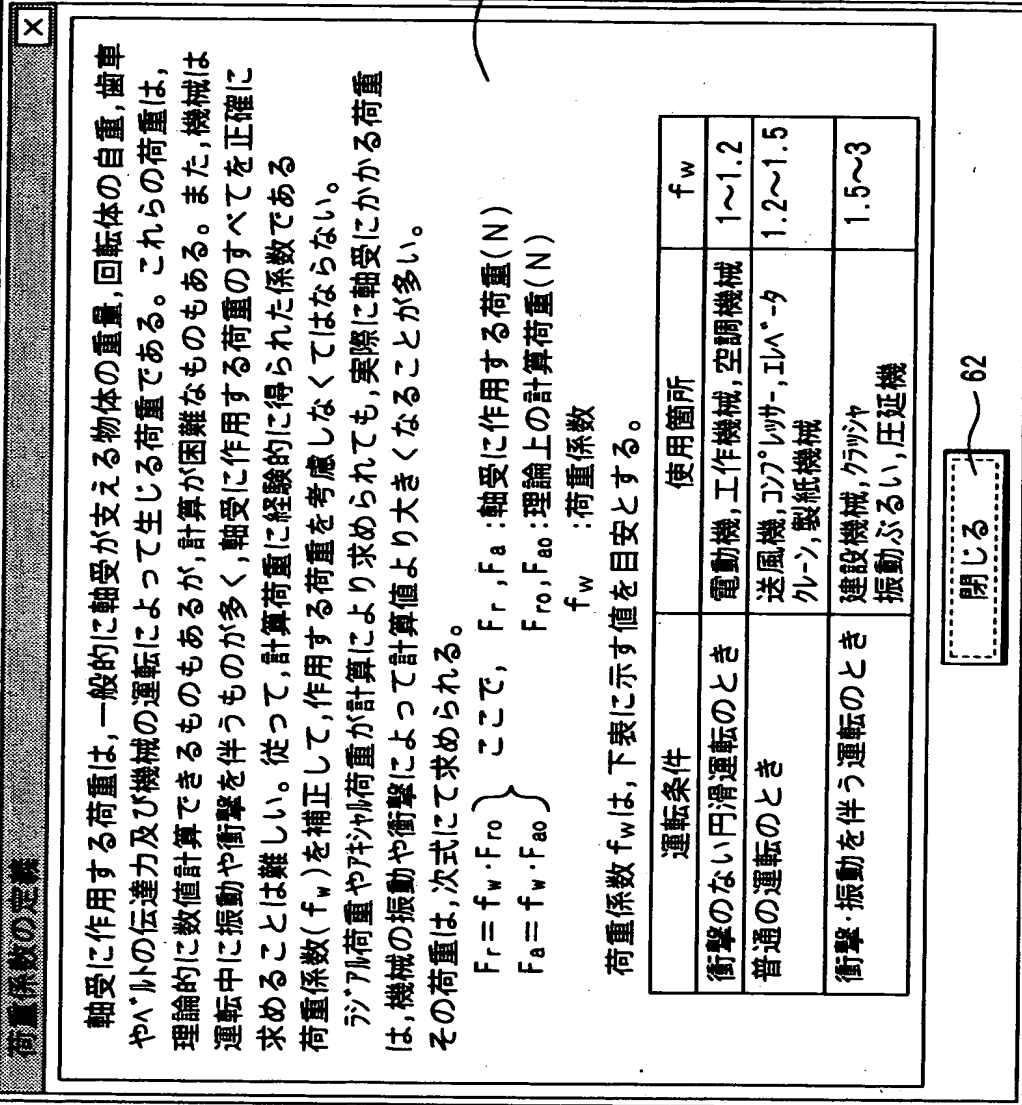 荷重係数の定義
×
軸受に作用する荷重は,一般的に軸受が支える物体の重量,回転体の自重,歯車
やﾍﾞﾙﾄの伝達力及び機械の運転によって生じる荷重である。これらの荷重は,
理論的に数値計算できるものもあるが,計算が困難なものもある。また,機械は
運転中に振動や衝撃を伴うものが多く,軸受に作用する荷重のすべてを正確に
求めることは難しい。従って,計算荷重に経験的に得られた係数である
荷重係数(fw)を補正して,作用する荷重を考慮しなくてはならない。
ﾗｼﾞｱﾙ荷重やｱｷｼｬﾙ荷重が計算により求められても,実際に軸受にかかる荷重
は,機械の振動や衝撃によって計算値より大きくなることが多い。
その荷重は,次式にて求められる。
Fr=fw･Fro ここで, Fr,Fa:軸受に作用する荷重(N)
Fa=fw･Fao Fro,Fao:理論上の計算荷重(N)
fw :荷重係数
荷重係数fwは,下表に示す値を目安とする。
運転条件 使用箇所 fw
衝撃のない円滑運転のとき 電動機,工作機械,空調機械 1~1.2
普通の運転のとき 送風機,ｺﾝﾌﾟﾚｯｻｰ,ｴﾚﾍﾞｰﾀ 1.2~1.5
ｸﾚｰﾝ,製紙機械
衝撃･振動を伴う運転のとき 建設機械,ｸﾗｯｼｬ 1.5~3
振動ぶるい,圧延機
閉じる 62